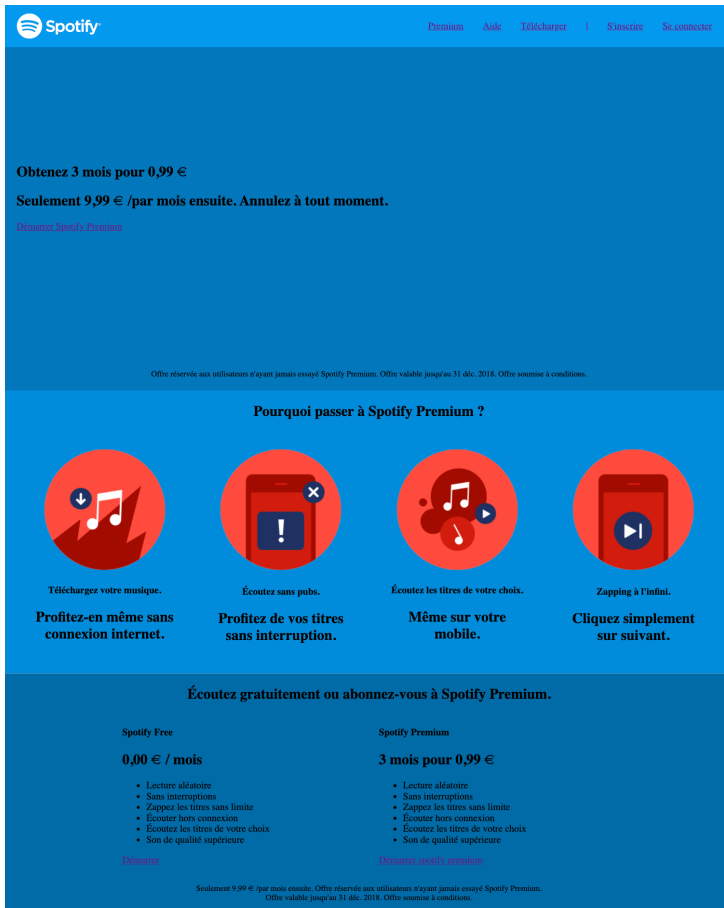 Spotify
Premium Aide Télécharger | S'inscrire Se connecter
Obtenez 3 mois pour 0,99 €
Seulement 9,99 € /par mois ensuite. Annulez à tout moment.
Démarrer Spotify Premium
Offre réservée aux utilisateurs n'ayant jamais essayé Spotify Premium. Offre valable jusqu'au 31 déc. 2018. Offre soumise à conditions.
Pourquoi passer à Spotify Premium ?
Téléchargez votre musique.
Profitez-en même sans
connexion internet.
Écoutez sans pubs.
Profitez de vos titres
sans interruption.
Écoutez les titres de votre choix.
Même sur votre
mobile.
Zapping à l'infini.
Cliquez simplement
sur suivant.
Écoutez gratuitement ou abonnez-vous à Spotify Premium.
Spotify Free
0,00 € / mois
Lecture aléatoire
Sans interruptions
Zappez les titres sans limite
Écouter hors connexion
Écoutez les titres de votre choix
Son de qualité supérieure
Démarrer
Spotify Premium
3 mois pour 0,99 €
Lecture aléatoire
Sans interruptions
Zappez les titres sans limite
Écouter hors connexion
Écoutez les titres de votre choix
Son de qualité supérieure
Démarrer spotify premium
Seulement 9,99 € /par mois ensuite. Offre réservée aux utilisateurs n'ayant jamais essayé Spotify Premium.
Offre valable jusqu'au 31 déc. 2018. Offre soumise à conditions.